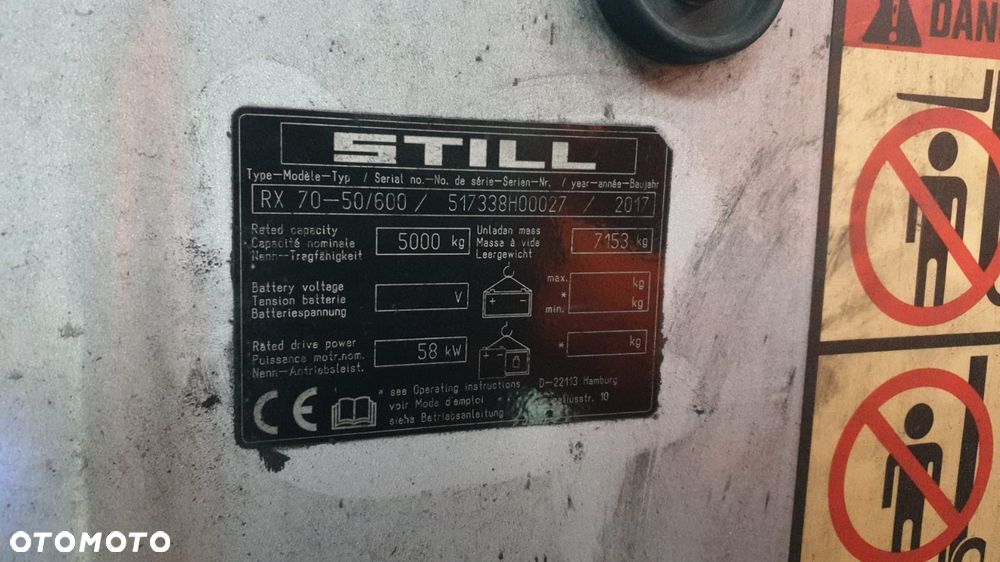 DAN
STILL
Type-Modèle-Typ / Serial no.-No. de série-Serien-Nr. / year-année-Baujahr
RX 70-50/600 / 517338H00027 / 2017
Rated capacity
Capacité nominale
Nenn-Tragfähigkeit
5000 kg
Unladan mass
Masse à vide
Leergewicht
7153 kg
Battery voltage
Tension batterie
Batteriespannung
V
max. kg
*
min. kg
Rated drive power
Puissance motr.nom.
Nenn-Antriebsleist.
58 kW
* kg
CE
* see Operating instructions
voir Mode d'emploi
siehe Betriebsanleitung
D-22113 Hamburg
10
OTOMOTO